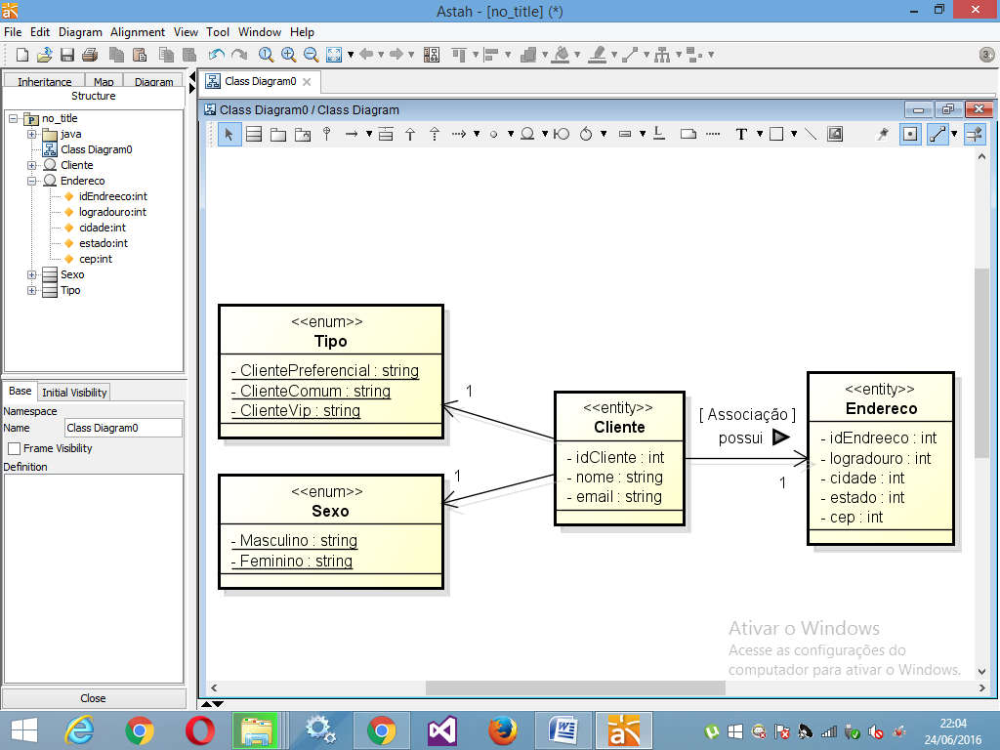 Astah - [no_title] (*)
File Edit Diagram Alignment View Tool Window Help
3
Inheritance Map Diagram
Structure
no_title
java
Class Diagram0
Cliente
Endereco
idEndreeco:int
logradouro:int
cidade:int
estado:int
cep:int
Sexo
Tipo
Base Initial Visibility
Namespace
Name Class Diagram0
Frame Visibility
Definition
Close
Class Diagram0
Class Diagram0 / Class Diagram
T
<<enum>>
Tipo
- ClientePreferencial : string
- ClienteComum : string
- ClienteVip : string
1
<<enum>>
Sexo
- Masculino : string
- Feminino : string
1
<<entity>>
Cliente
- idCliente : int
- nome : string
- email : string
[ Associação ]
possui
1
<<entity>>
Endereco
- idEndreeco : int
- logradouro : int
- cidade : int
- estado : int
- cep : int
Ativar o Windows
Acesse as configurações do
computador para ativar o Windows.
22:04
24/06/2016